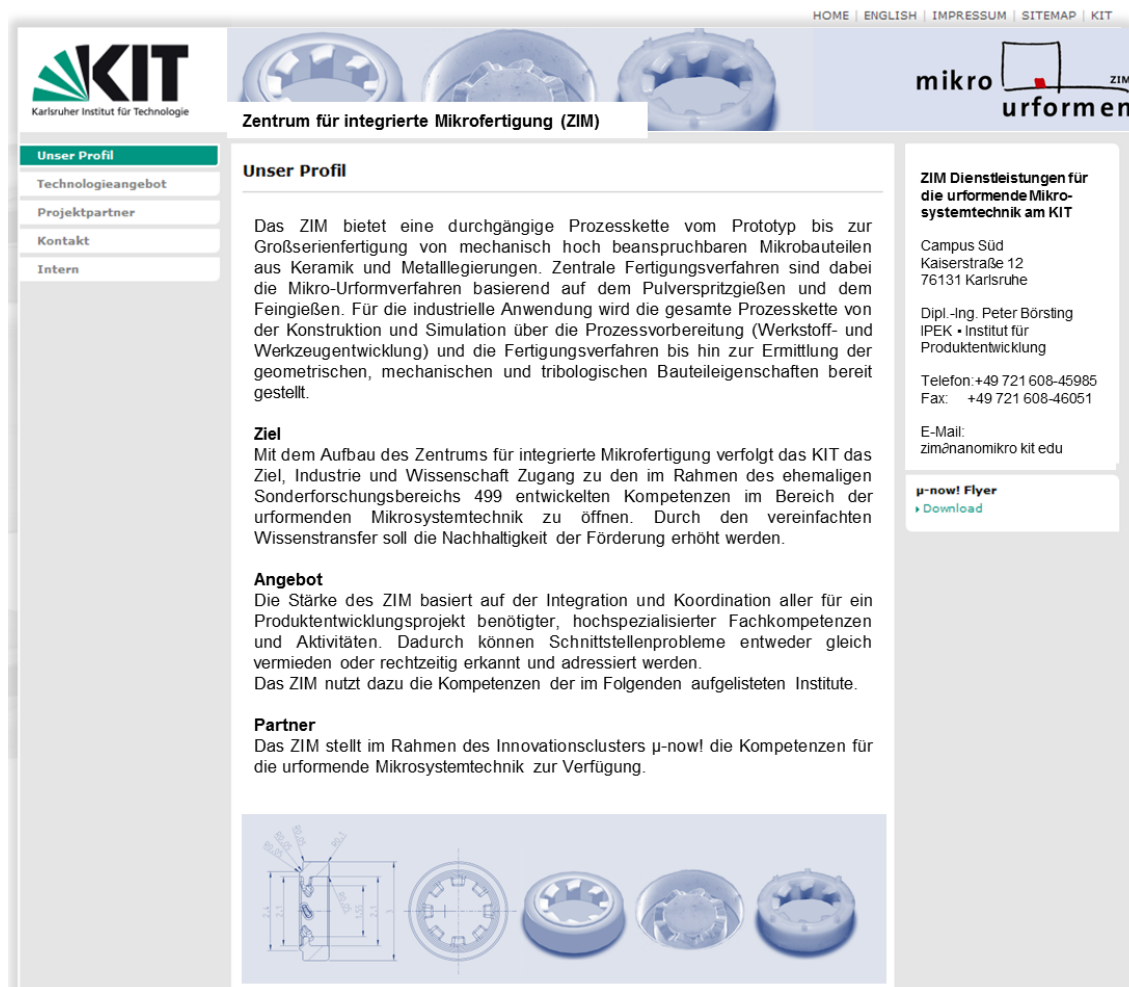 HOME | ENGLISH | IMPRESSUM | SITEMAP | KIT
KIT
Karlsruher Institut für Technologie
Zentrum für integrierte Mikrofertigung (ZIM)
mikro
ZIM
urformen
Unser Profil
Technologieangebot
Projektpartner
Kontakt
Intern
Unser Profil
Das ZIM bietet eine durchgängige Prozesskette vom Prototyp bis zur
Großserienfertigung von mechanisch hoch beanspruchbaren Mikrobauteilen
aus Keramik und Metalllegierungen. Zentrale Fertigungsverfahren sind dabei
die Mikro-Urformverfahren basierend auf dem Pulverspritzgießen und dem
Feingießen. Für die industrielle Anwendung wird die gesamte Prozesskette von
der Konstruktion und Simulation über die Prozessvorbereitung (Werkstoff- und
Werkzeugentwicklung) und die Fertigungsverfahren bis hin zur Ermittlung der
geometrischen, mechanischen und tribologischen Bauteileigenschaften bereit
gestellt.
Ziel
Mit dem Aufbau des Zentrums für integrierte Mikrofertigung verfolgt das KIT das
Ziel, Industrie und Wissenschaft Zugang zu den im Rahmen des ehemaligen
Sonderforschungsbereichs 499 entwickelten Kompetenzen im Bereich der
urformenden Mikrosystemtechnik zu öffnen. Durch den vereinfachten
Wissenstransfer soll die Nachhaltigkeit der Förderung erhöht werden.
Angebot
Die Stärke des ZIM basiert auf der Integration und Koordination aller für ein
Produktentwicklungsprojekt benötigter, hochspezialisierter Fachkompetenzen
und Aktivitäten. Dadurch können Schnittstellenprobleme entweder gleich
vermieden oder rechtzeitig erkannt und adressiert werden.
Das ZIM nutzt dazu die Kompetenzen der im Folgenden aufgelisteten Institute.
Partner
Das ZIM stellt im Rahmen des Innovationsclusters µ-now! die Kompetenzen für
die urformende Mikrosystemtechnik zur Verfügung.
ZIM Dienstleistungen für
die urformende Mikro-
systemtechnik am KIT
Campus Süd
Kaiserstraße 12
76131 Karlsruhe
Dipl.-Ing. Peter Börsting
IPEK • Institut für
Produktentwicklung
Telefon:+49 721 608-45985
Fax: +49 721 608-46051
E-Mail:
zim∂nanomikro kit edu
µ-now! Flyer
Download